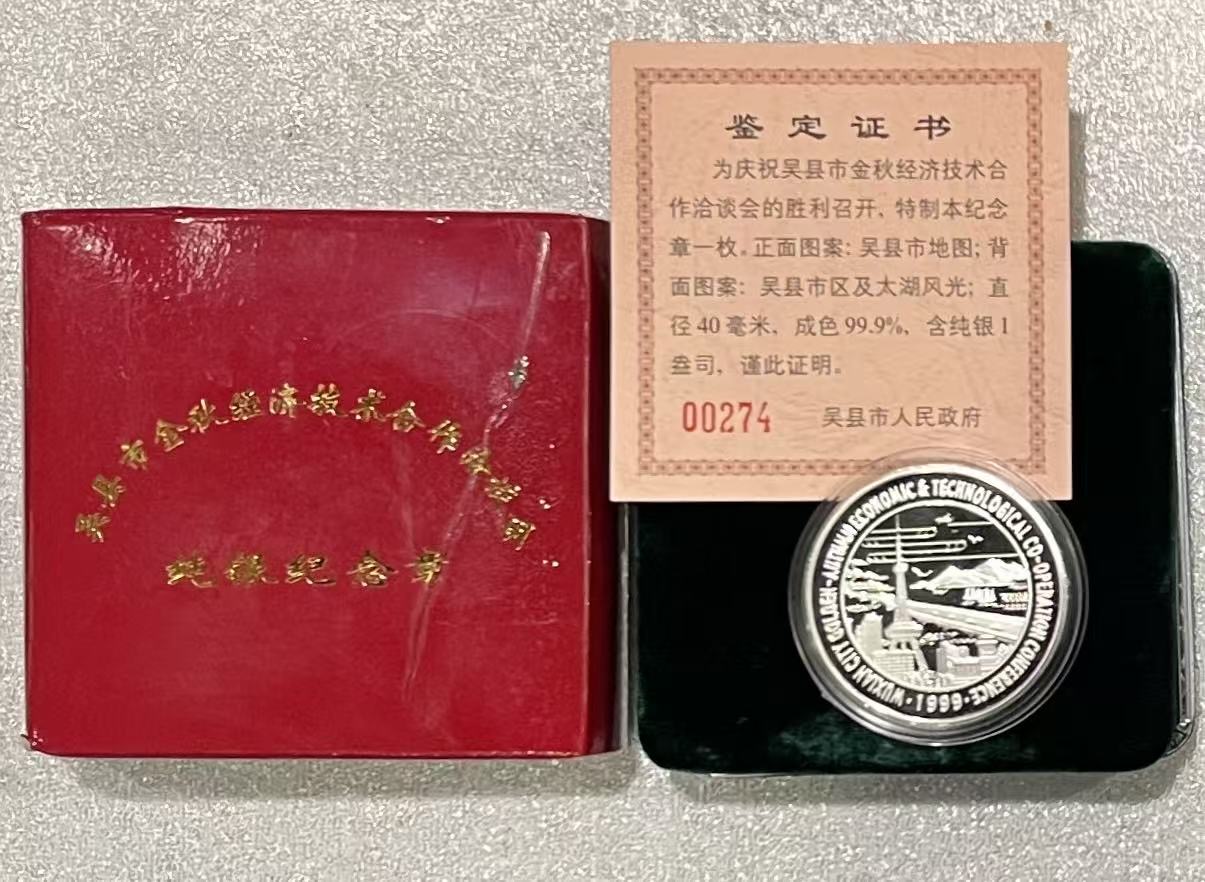 吴县市金秋经济技术合作洽谈会
纯银纪念章
鉴定证书
为庆祝吴县市金秋经济技术合
作洽谈会的胜利召开、特制本纪念
章一枚。正面图案：吴县市地图；背
面图案：吴县市区及太湖风光；直
径40毫米、成色99.9%、含纯银1
盎司、谨此证明。
00274 吴县市人民政府
WUXIAN CITY GOLDEN-AUTUMN ECONOMIC & TECHNOLOGICAL CO-OPERATION CONFERENCE
·1999·